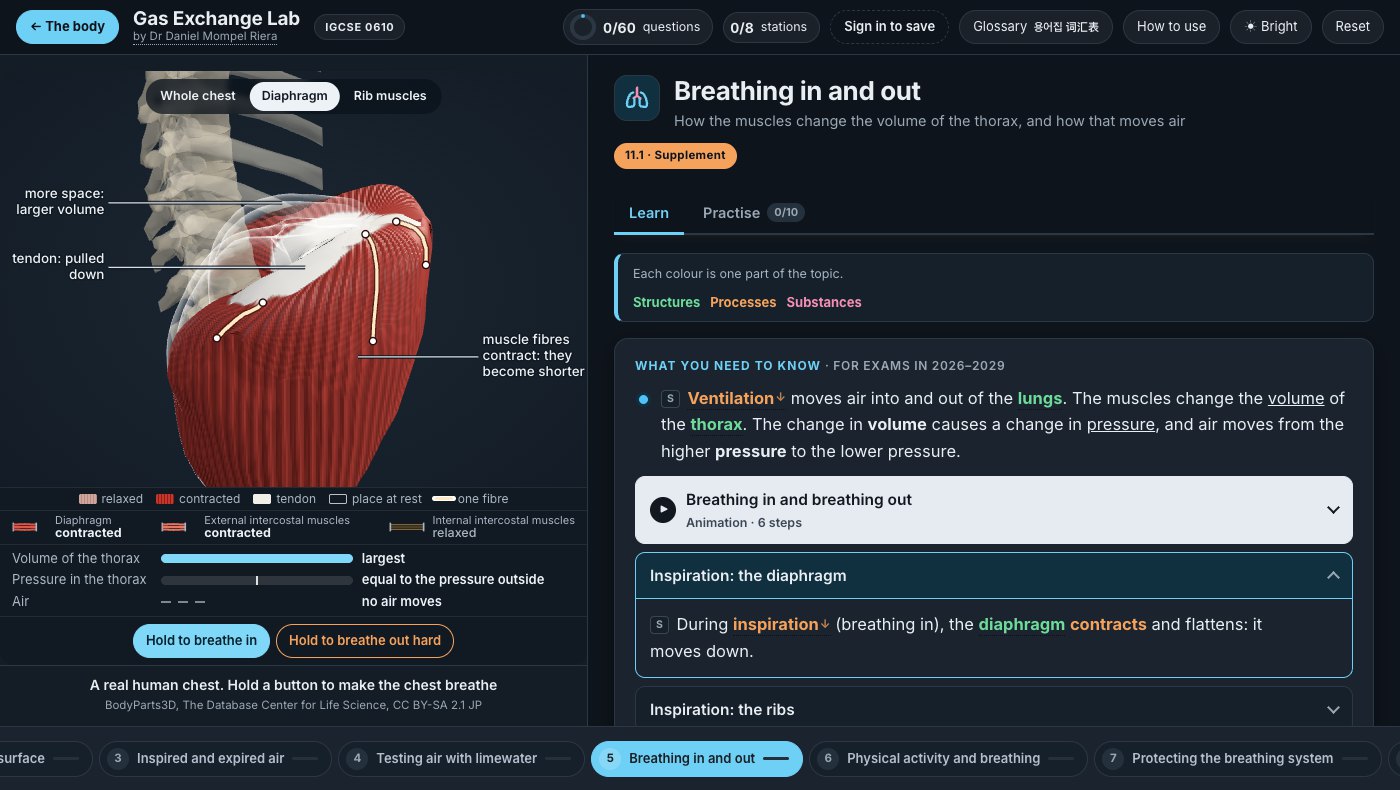 ← The body
Gas Exchange Lab
by Dr Daniel Mompel Riera
IGCSE 0610
0/60 questions
0/8 stations
Sign in to save
Glossary 용어집 词汇表
How to use
☀ Bright
Reset
Whole chest
Diaphragm
Rib muscles
more space:
larger volume
tendon: pulled
down
muscle fibres
contract: they
become shorter
relaxed
contracted
tendon
place at rest
one fibre
Diaphragm
contracted
External intercostal muscles
contracted
Internal intercostal muscles
relaxed
Volume of the thorax
largest
Pressure in the thorax
equal to the pressure outside
Air
no air moves
Hold to breathe in
Hold to breathe out hard
A real human chest. Hold a button to make the chest breathe
BodyParts3D, The Database Center for Life Science, CC BY-SA 2.1 JP
Breathing in and out
How the muscles change the volume of the thorax, and how that moves air
11.1 · Supplement
Learn
Practise 0/10
Each colour is one part of the topic.
Structures Processes Substances
WHAT YOU NEED TO KNOW · FOR EXAMS IN 2026–2029
S Ventilation↓ moves air into and out of the lungs. The muscles change the volume of
the thorax. The change in volume causes a change in pressure, and air moves from the
higher pressure to the lower pressure.
Breathing in and breathing out
Animation · 6 steps
Inspiration: the diaphragm
S During inspiration↓ (breathing in), the diaphragm contracts and flattens: it
moves down.
Inspiration: the ribs
surface
3 Inspired and expired air
4 Testing air with limewater
5 Breathing in and out
6 Physical activity and breathing
7 Protecting the breathing system